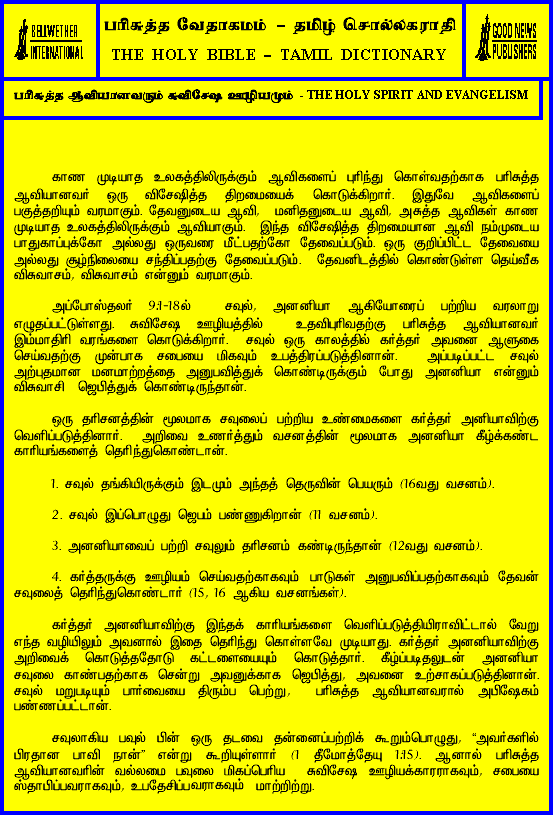 BELLWETHER
INTERNATIONAL
பரிசுத்த வேதாகமம் – தமிழ் சொல்லகராதி
THE HOLY BIBLE – TAMIL DICTIONARY
GOOD NEWS
PUBLISHERS
பரிசுத்த ஆவியானவரும் சுவிசேஷ ஊழியமும் - THE HOLY SPIRIT AND EVANGELISM
காண முடியாத உலகத்திலிருக்கும் ஆவிகளைப் புரிந்து கொள்வதற்காக பரிசுத்த
ஆவியானவர் ஒரு விசேஷித்த திறமையைக் கொடுக்கிறார். இதுவே ஆவிகளைப்
பகுத்தறியும் வரமாகும். தேவனுடைய ஆவி, மனிதனுடைய ஆவி, அசுத்த ஆவிகள் காண
முடியாத உலகத்திலிருக்கும் ஆவியாகும். இந்த விசேஷித்த திறமையான ஆவி நம்முடைய
பாதுகாப்புக்கோ அல்லது ஒருவரை மீட்பதற்கோ தேவைப்படும். ஒரு குறிப்பிட்ட தேவையை
அல்லது சூழ்நிலையை சந்திப்பதற்கு தேவைப்படும். தேவனிடத்தில் கொண்டுள்ள தெய்வீக
விசுவாசம், விசுவாசம் என்னும் வரமாகும்.
அப்போஸ்தலர் 9:1-18ல் சவுல், அனனியா ஆகியோரைப் பற்றிய வரலாறு
எழுதப்பட்டுள்ளது. சுவிசேஷ ஊழியத்தில் உதவிபுரிவதற்கு பரிசுத்த ஆவியானவர்
இம்மாதிரி வரங்களை கொடுக்கிறார். சவுல் ஒரு காலத்தில் கர்த்தர் அவனை ஆளுகை
செய்வதற்கு முன்பாக சபையை மிகவும் உபத்திரப்படுத்தினான். அப்படிப்பட்ட சவுல்
அற்புதமான மனமாற்றத்தை அனுபவித்துக் கொண்டிருக்கும் போது அனனியா என்னும்
விசுவாசி ஜெபித்துக் கொண்டிருந்தான்.
ஒரு தரிசனத்தின் மூலமாக சவுலைப் பற்றிய உண்மைகளை கர்த்தர் அனியாவிற்கு
வெளிப்படுத்தினார். அறிவை உணர்த்தும் வசனத்தின் மூலமாக அனனியா கீழ்க்கண்ட
காரியங்களைத் தெரிந்துகொண்டான்.
1. சவுல் தங்கியிருக்கும் இடமும் அந்தத் தெருவின் பெயரும் (16வது வசனம்).
2. சவுல் இப்பொழுது ஜெபம் பண்ணுகிறான் (11 வசனம்).
3. அனனியாவைப் பற்றி சவுலும் தரிசனம் கண்டிருந்தான் (12வது வசனம்).
4. கர்த்தருக்கு ஊழியம் செய்வதற்காகவும் பாடுகள் அனுபவிப்பதற்காகவும் தேவன்
சவுலைத் தெரிந்துகொண்டார் (15, 16 ஆகிய வசனங்கள்).
கர்த்தர் அனனியாவிற்கு இந்தக் காரியங்களை வெளிப்படுத்தியிராவிட்டால் வேறு
எந்த வழியிலும் அவனால் இதை தெரிந்து கொள்ளவே முடியாது. கர்த்தர் அனனியாவிற்கு
அறிவைக் கொடுத்ததோடு கட்டளையையும் கொடுத்தார். கீழ்ப்படிதலுடன் அனனியா
சவுலை காண்பதற்காக சென்று அவனுக்காக ஜெபித்து, அவனை உற்சாகப்படுத்தினான்.
சவுல் மறுபடியும் பார்வையை திரும்ப பெற்று, பரிசுத்த ஆவியானவரால் அபிஷேகம்
பண்ணப்பட்டான்.
சவுலாகிய பவுல் பின் ஒரு தடவை தன்னைப்பற்றிக் கூறும்பொழுது, “அவர்களில்
பிரதான பாவி நான்” என்று கூறியுள்ளார் (1 தீமோத்தேயு 1:15). ஆனால் பரிசுத்த
ஆவியானவரின் வல்லமை பவுலை மிகப்பெரிய சுவிசேஷ ஊழியக்காரராகவும், சபையை
ஸ்தாபிப்பவராகவும், உபதேசிப்பவராகவும் மாற்றிற்று.